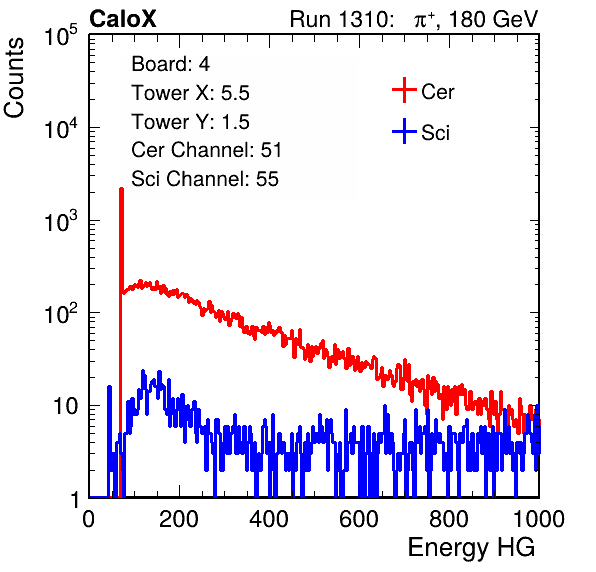 CaloX Run 1310: π⁺, 180 GeV
Counts
10⁵
10⁴
10³
10²
10
1
Board: 4
Tower X: 5.5
Tower Y: 1.5
Cer Channel: 51
Sci Channel: 55
Cer
Sci
0 200 400 600 800 1000
Energy HG